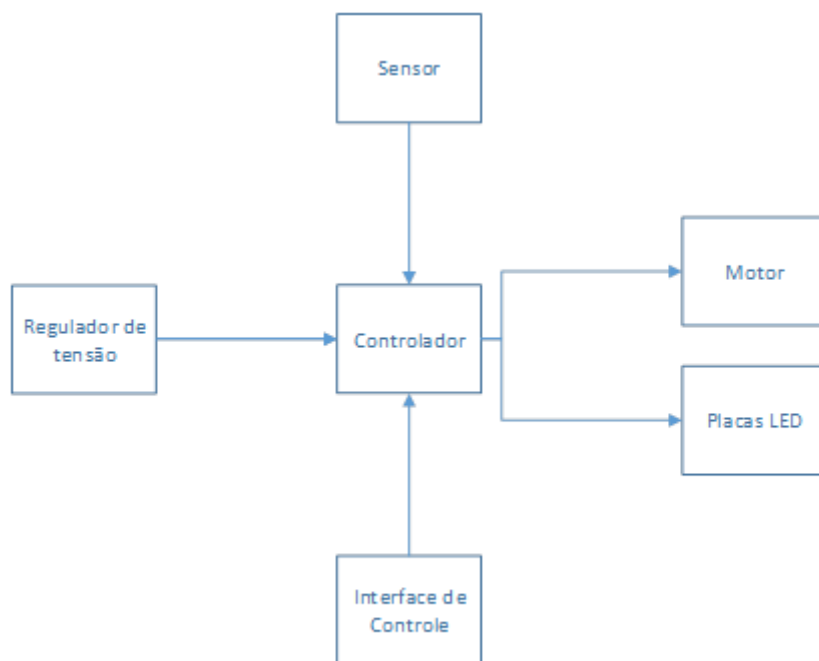 Sensor
Motor
Regulador de
tensão
Controlador
Placas LED
Interface de
Controle